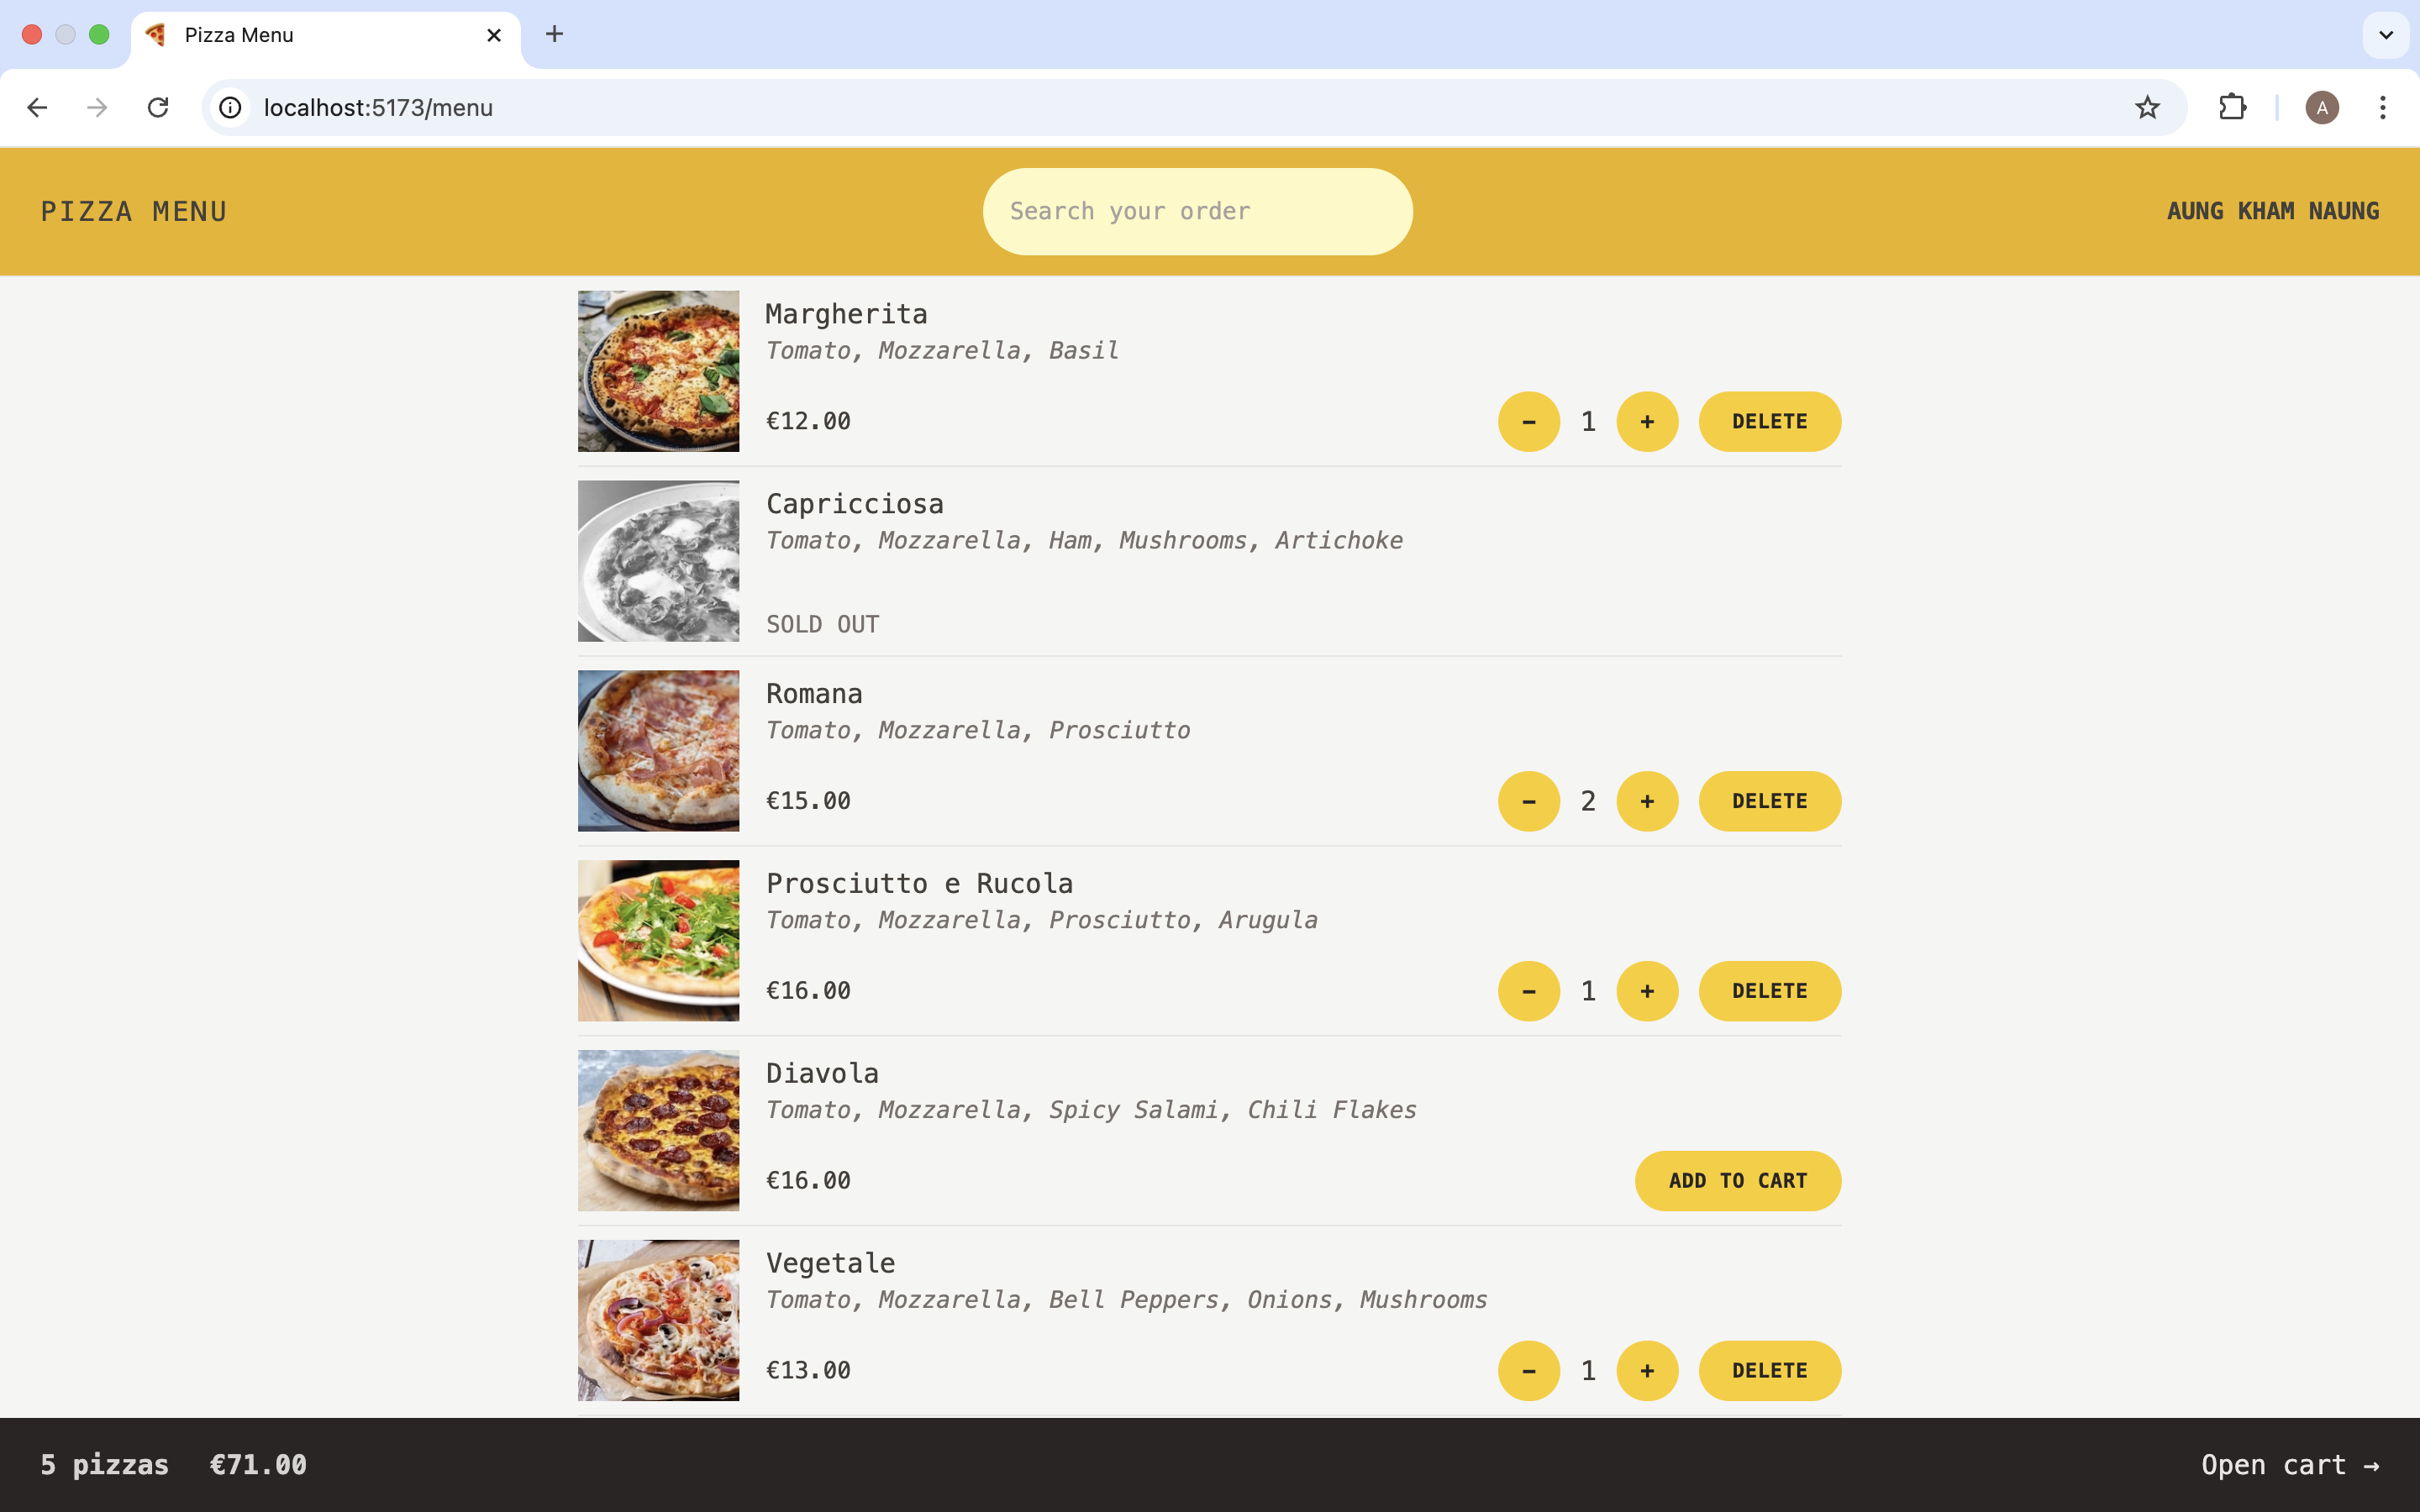 Pizza Menu
localhost:5173/menu
A
PIZZA MENU
Search your order
AUNG KHAM NAUNG
Margherita
Tomato, Mozzarella, Basil
€12.00
− 1 + DELETE
Capricciosa
Tomato, Mozzarella, Ham, Mushrooms, Artichoke
SOLD OUT
Romana
Tomato, Mozzarella, Prosciutto
€15.00
− 2 + DELETE
Prosciutto e Rucola
Tomato, Mozzarella, Prosciutto, Arugula
€16.00
− 1 + DELETE
Diavola
Tomato, Mozzarella, Spicy Salami, Chili Flakes
€16.00
ADD TO CART
Vegetale
Tomato, Mozzarella, Bell Peppers, Onions, Mushrooms
€13.00
− 1 + DELETE
5 pizzas €71.00
Open cart →